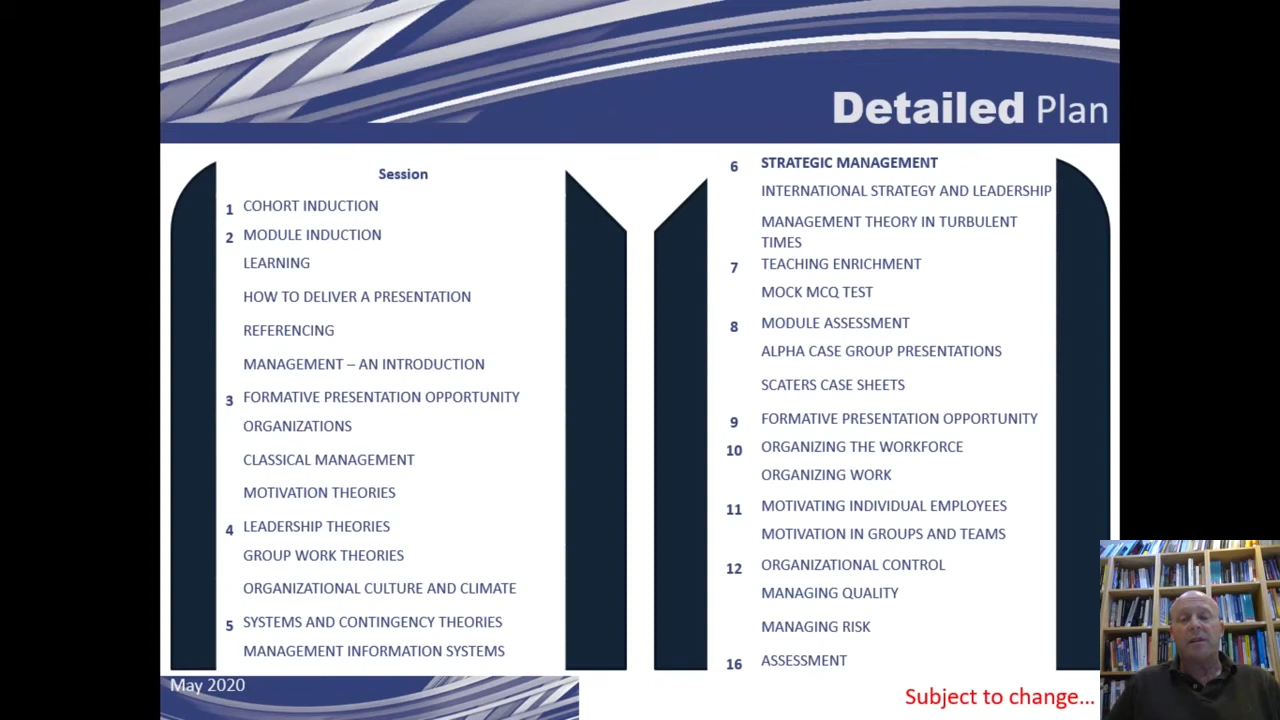 Detailed Plan
Session
1 COHORT INDUCTION
2 MODULE INDUCTION
LEARNING
HOW TO DELIVER A PRESENTATION
REFERENCING
MANAGEMENT – AN INTRODUCTION
3 FORMATIVE PRESENTATION OPPORTUNITY
ORGANIZATIONS
CLASSICAL MANAGEMENT
MOTIVATION THEORIES
4 LEADERSHIP THEORIES
GROUP WORK THEORIES
ORGANIZATIONAL CULTURE AND CLIMATE
5 SYSTEMS AND CONTINGENCY THEORIES
MANAGEMENT INFORMATION SYSTEMS
6 STRATEGIC MANAGEMENT
INTERNATIONAL STRATEGY AND LEADERSHIP
MANAGEMENT THEORY IN TURBULENT
TIMES
7 TEACHING ENRICHMENT
MOCK MCQ TEST
8 MODULE ASSESSMENT
ALPHA CASE GROUP PRESENTATIONS
SCATERS CASE SHEETS
9 FORMATIVE PRESENTATION OPPORTUNITY
10 ORGANIZING THE WORKFORCE
ORGANIZING WORK
11 MOTIVATING INDIVIDUAL EMPLOYEES
MOTIVATION IN GROUPS AND TEAMS
12 ORGANIZATIONAL CONTROL
MANAGING QUALITY
MANAGING RISK
16 ASSESSMENT
May 2020
Subject to change...